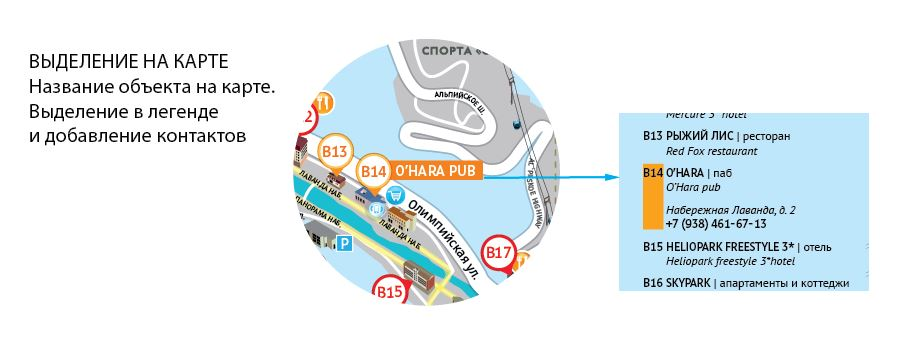 ВЫДЕЛЕНИЕ НА КАРТЕ
Название объекта на карте.
Выделение в легенде
и добавление контактов
СПОРТА
АЛЬПИЙСКОЕ Ш.
B13
B14
O'HARA PUB
ЛАВАНДА НАБ.
ПАНОРАМА НАБ.
ЛАВАНДА НАБ.
ОЛИМПИЙСКАЯ УЛ.
HIGHWAY
P
B17
B15
Mercure 3*hotel
B13 РЫЖИЙ ЛИС | ресторан
Red Fox restaurant
B14 O'HARA | паб
O'Hara pub
Набережная Лаванда, д. 2
+7 (938) 461-67-13
B15 HELIOPARK FREESTYLE 3* | отель
Heliopark freestyle 3*hotel
B16 SKYPARK | апартаменты и коттеджи